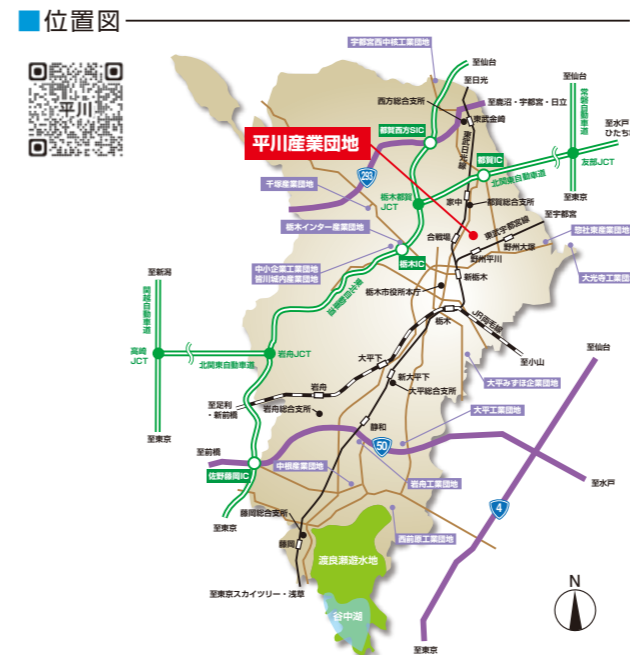 位置図
平川
宇都宮西中核工業団地
至仙台
至日光
西方総合支所
至鹿沼・宇都宮・日立
東武金崎
至仙台
常磐自動車道
至水戸
ひたち
平川産業団地
都賀西方SIC
東武日光線
都賀IC
友部JCT
北関東自動車道
293
千塚産業団地
栃木都賀
JCT
家中
都賀総合支所
至東京
至宇都宮
栃木インター産業団地
合戦場
東武宇都宮線
惣社東産業団地
野州大塚
野州平川
中小企業工業団地
皆川城内産業団地
栃木IC
大光寺工業団
新栃木
至新潟
東北自動車道
栃木市役所本庁
関越自動車道
栃木
JR両毛線
至仙台
高崎
JCT
岩舟JCT
北関東自動車道
大平下
至小山
新大平下
大平みずほ企業団地
岩舟
大平総合支所
至足利
・新前橋
岩舟総合支所
静和
大平工業団地
至東京
至前橋
50
佐野藤岡IC
中根産業団地
岩舟工業団地
至水戸
4
藤岡総合支所
至東京
西前原工業団地
藤岡
渡良瀬遊水地
至東京スカイツリー・浅草
谷中湖
N
至東京